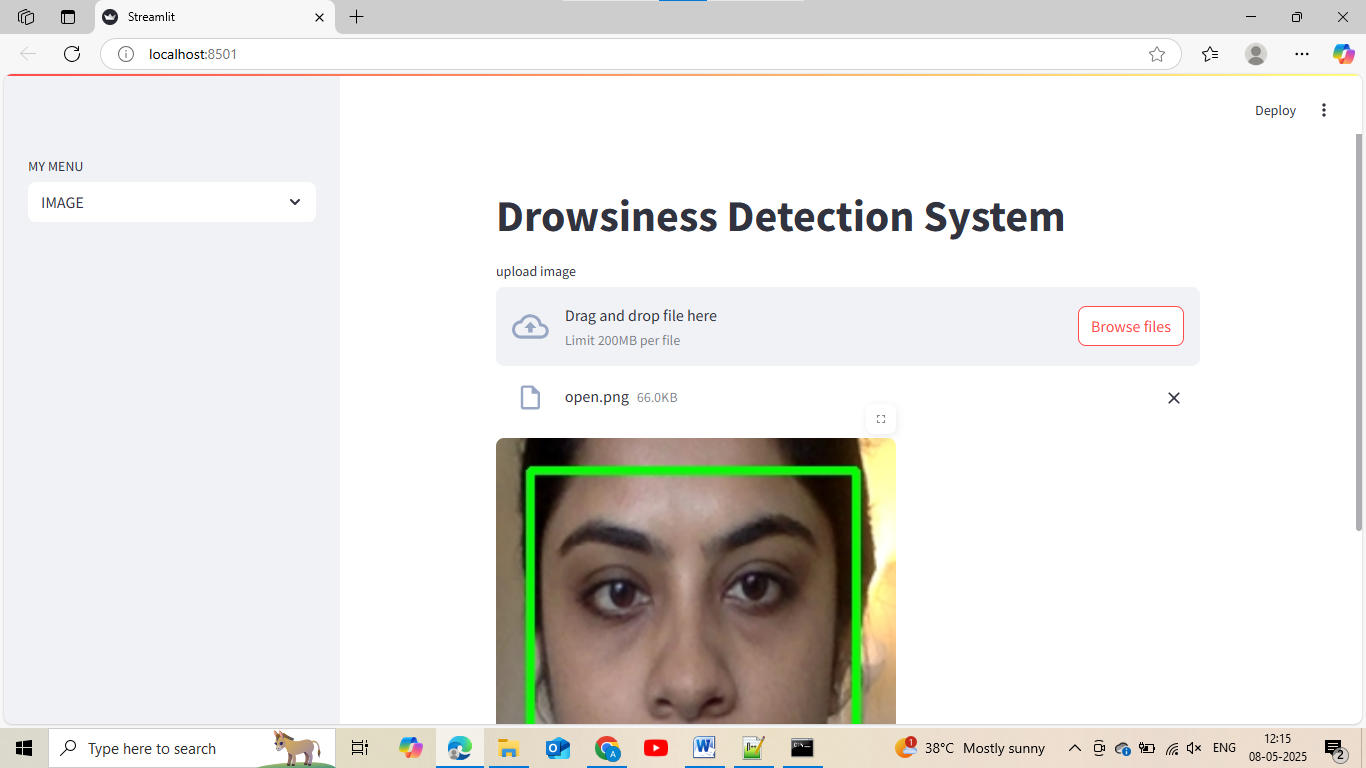 Streamlit
localhost:8501
Deploy
MY MENU
IMAGE
Drowsiness Detection System
upload image
Drag and drop file here
Limit 200MB per file
Browse files
open.png 66.0KB
Type here to search
38°C Mostly sunny
ENG
12:15
08-05-2025
1
2